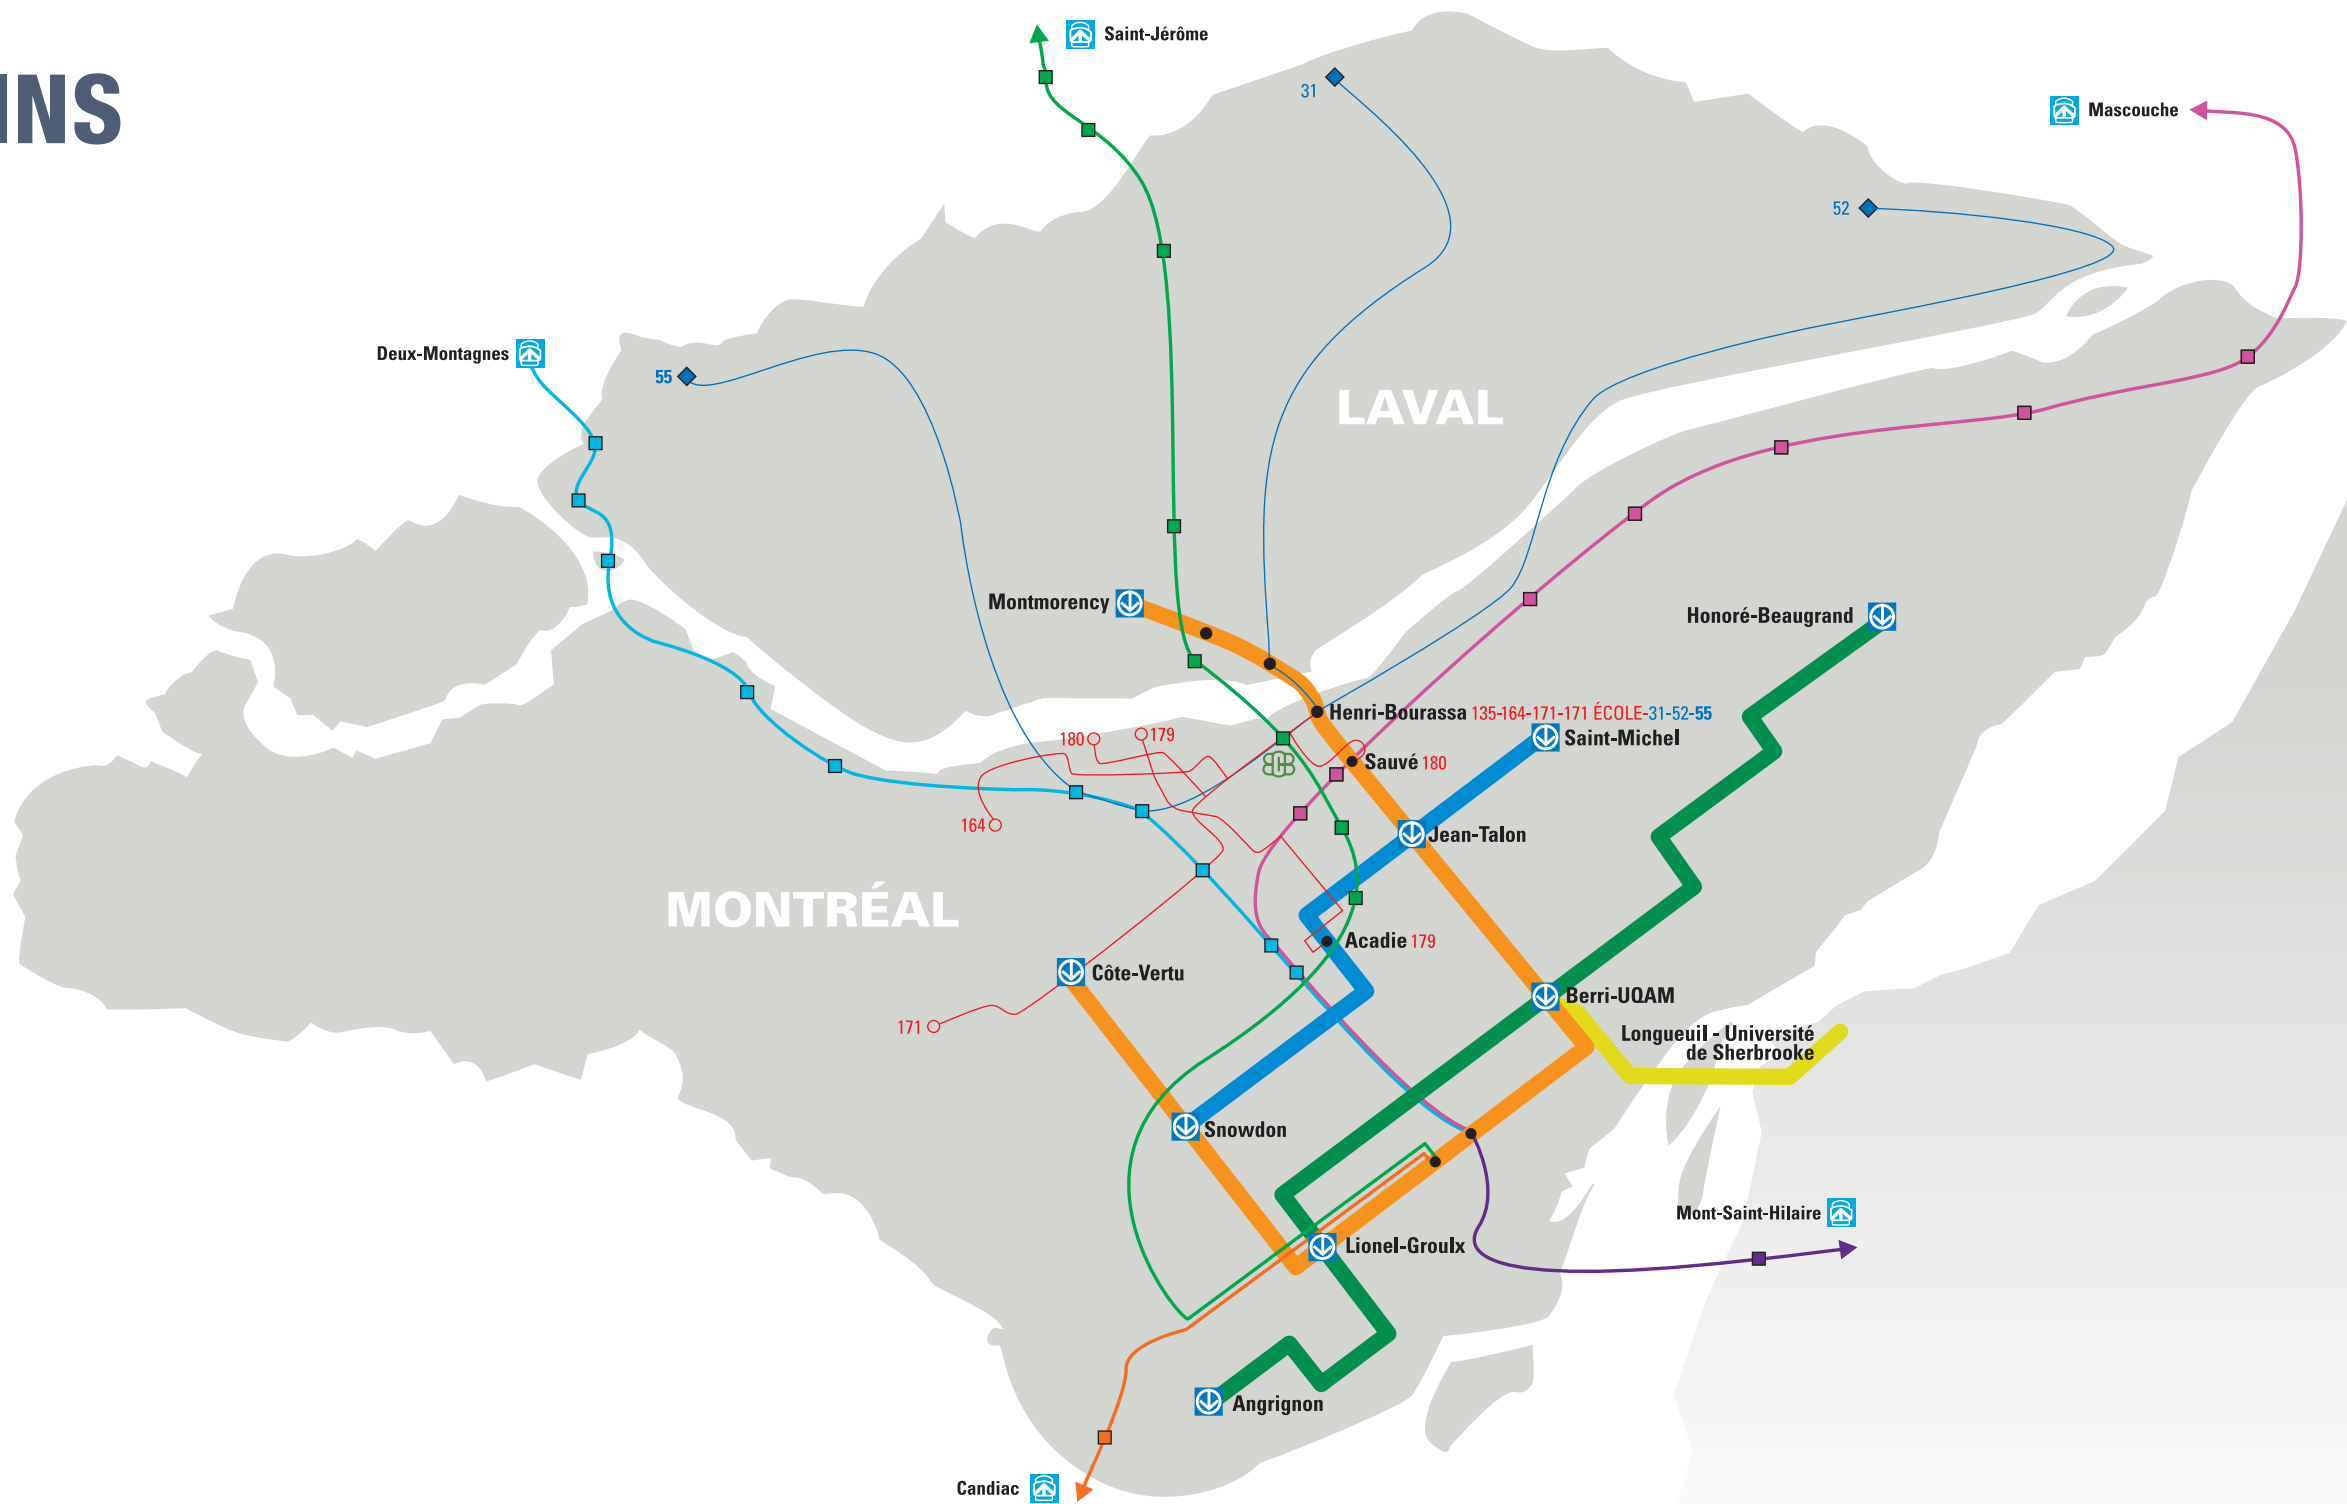 INS
Saint-Jérôme
31
Mascouche
52
Deux-Montagnes
55
LAVAL
Montmorency
Honoré-Beaugrand
Henri-Bourassa 135-164-171-171 ÉCOLE-31-52-55
Saint-Michel
180
179
Sauvé 180
164
Jean-Talon
MONTRÉAL
Acadie 179
Côte-Vertu
Berri-UQAM
171
Longueuil - Université
de Sherbrooke
Snowdon
Mont-Saint-Hilaire
Lionel-Groulx
Angrignon
Candiac